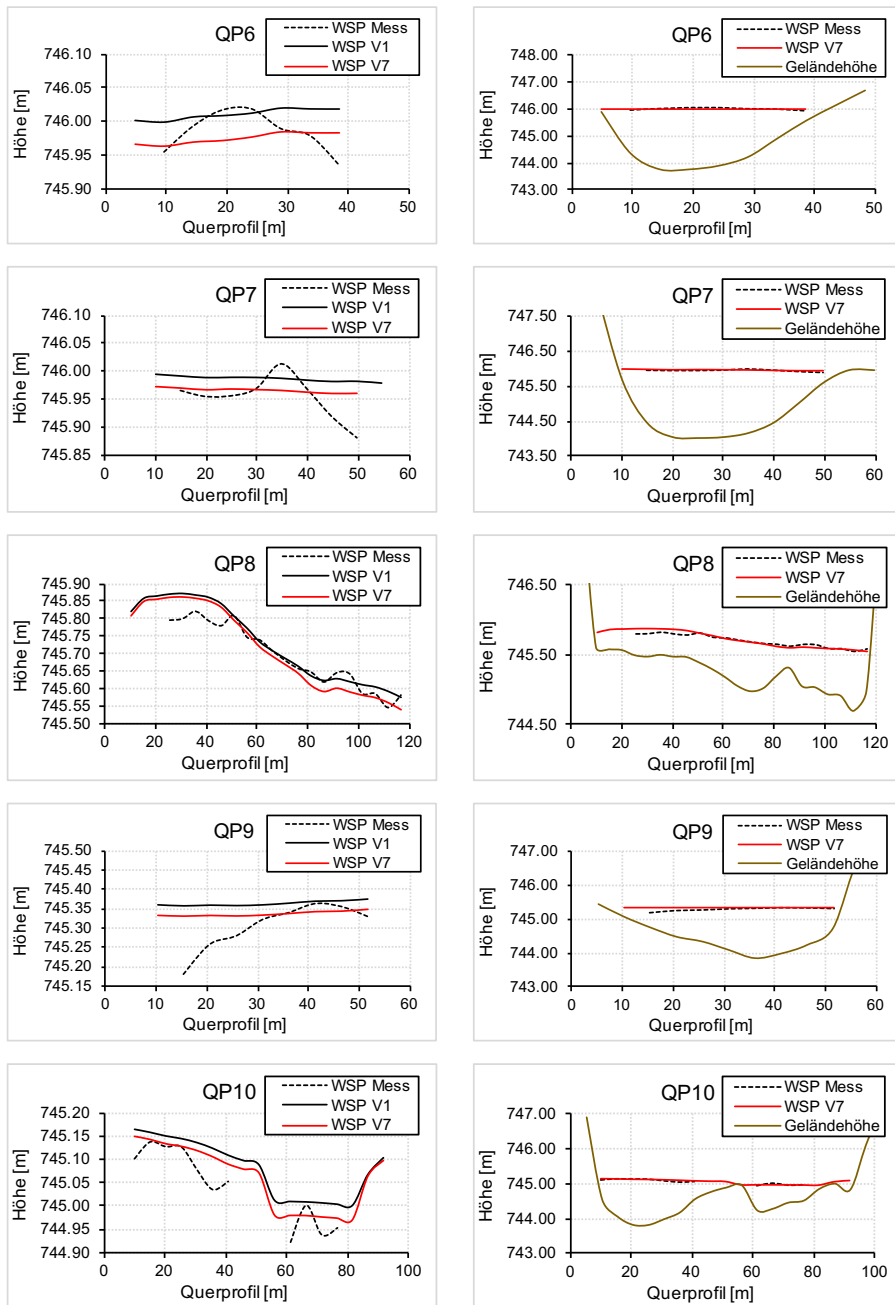 QP6
WSP Mess
WSP V1
WSP V7
Höhe [m]
746.10
746.05
746.00
745.95
745.90
0 10 20 30 40 50
Querprofil [m]
QP6
WSP Mess
WSP V7
Geländehöhe
Höhe [m]
748.00
747.00
746.00
745.00
744.00
743.00
0 10 20 30 40 50
Querprofil [m]
QP7
WSP Mess
WSP V1
WSP V7
Höhe [m]
746.10
746.05
746.00
745.95
745.90
745.85
0 10 20 30 40 50 60
Querprofil [m]
QP7
WSP Mess
WSP V7
Geländehöhe
Höhe [m]
747.50
746.50
745.50
744.50
743.50
0 10 20 30 40 50 60
Querprofil [m]
QP8
WSP Mess
WSP V1
WSP V7
Höhe [m]
745.90
745.85
745.80
745.75
745.70
745.65
745.60
745.55
745.50
0 20 40 60 80 100 120
Querprofil [m]
QP8
WSP Mess
WSP V7
Geländehöhe
Höhe [m]
746.50
745.50
744.50
0 20 40 60 80 100 120
Querprofil [m]
QP9
WSP Mess
WSP V1
WSP V7
Höhe [m]
745.50
745.45
745.40
745.35
745.30
745.25
745.20
745.15
0 10 20 30 40 50 60
Querprofil [m]
QP9
WSP Mess
WSP V7
Geländehöhe
Höhe [m]
747.00
746.00
745.00
744.00
743.00
0 10 20 30 40 50 60
Querprofil [m]
QP10
WSP Mess
WSP V1
WSP V7
Höhe [m]
745.20
745.15
745.10
745.05
745.00
744.95
744.90
0 20 40 60 80 100
Querprofil [m]
QP10
WSP Mess
WSP V7
Geländehöhe
Höhe [m]
747.00
746.00
745.00
744.00
743.00
0 20 40 60 80 100
Querprofil [m]